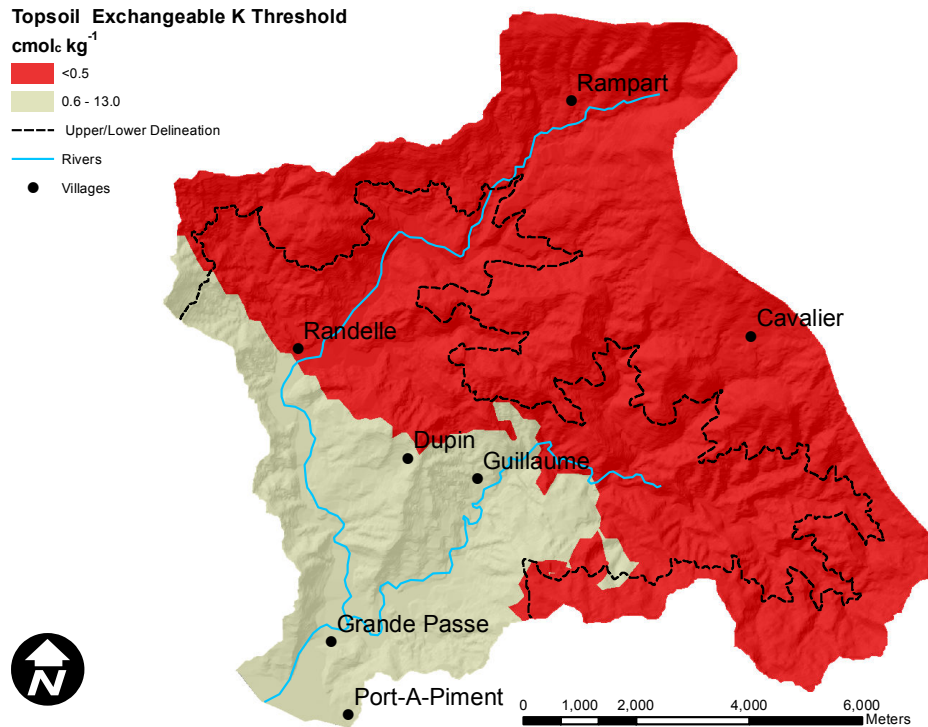 Topsoil Exchangeable K Threshold
cmolc kg-1
<0.5
0.6 - 13.0
Upper/Lower Delineation
Rivers
Villages
Rampart
Cavalier
Randelle
Dupin
Guillaume
Grande Passe
Port-A-Piment
N
0 1,000 2,000 4,000 6,000
Meters